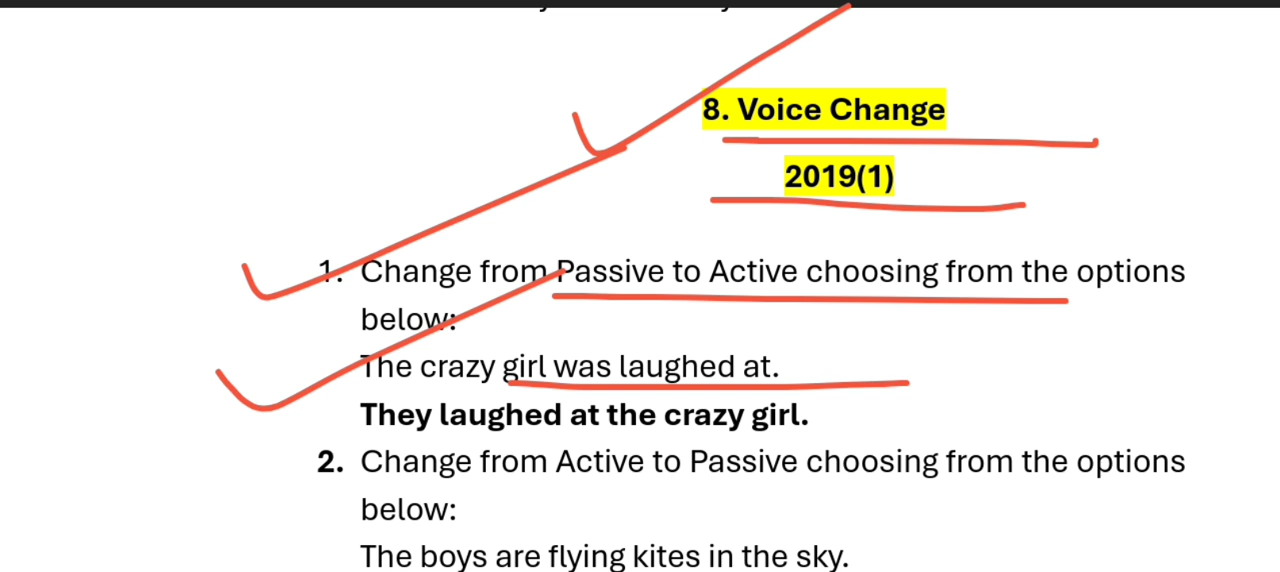 8. Voice Change
2019(1)
1. Change from Passive to Active choosing from the options
below:
The crazy girl was laughed at.
They laughed at the crazy girl.
2. Change from Active to Passive choosing from the options
below:
The boys are flying kites in the sky.